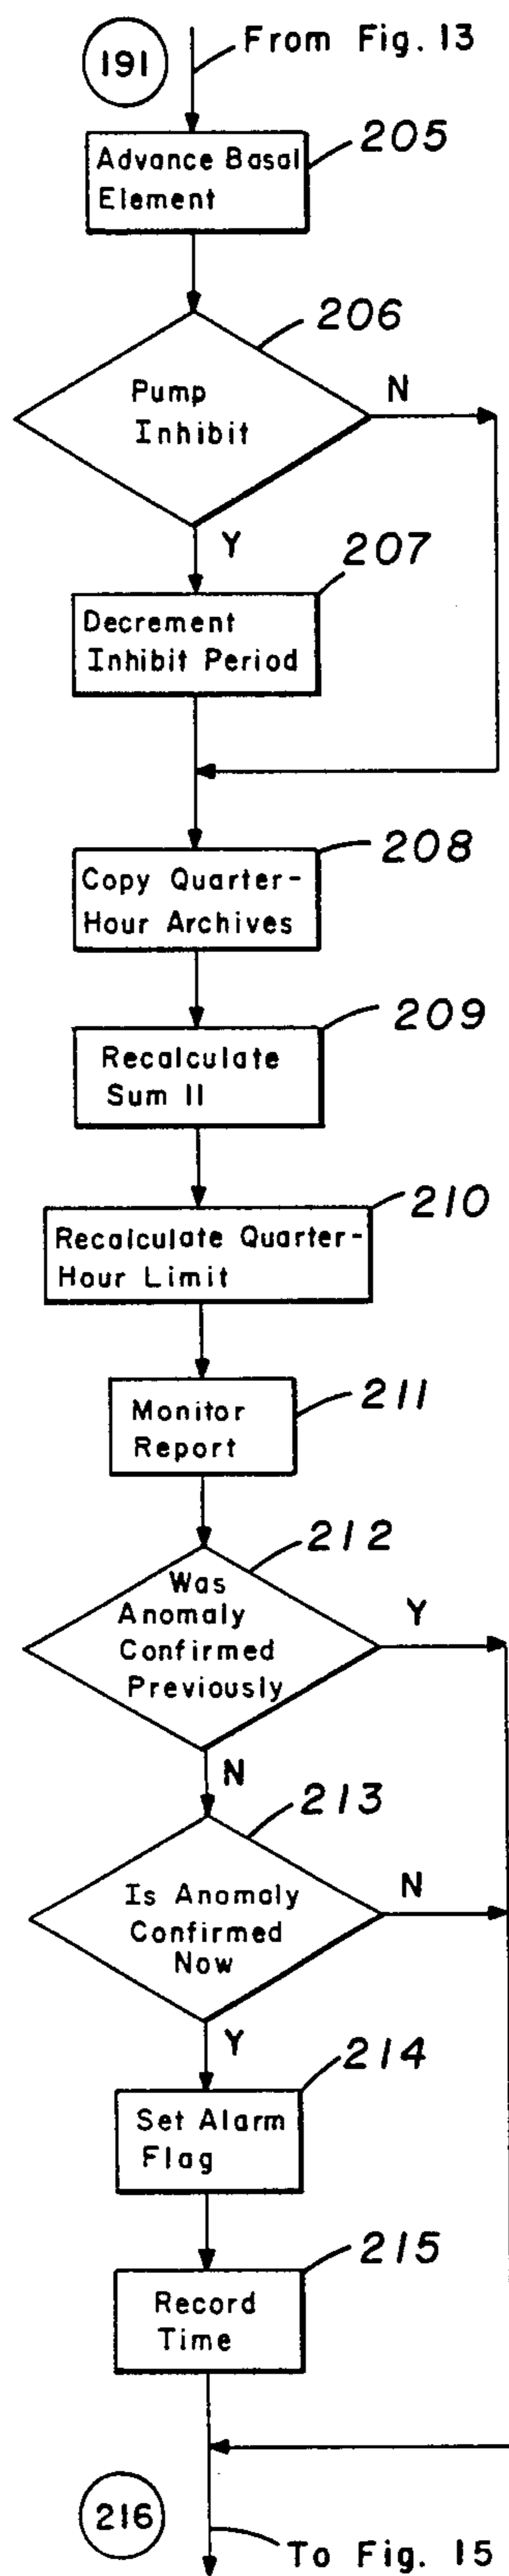 191
From Fig. 13
205
Advance Basal
Element
206
Pump
Inhibit
N
Y
207
Decrement
Inhibit Period
208
Copy Quarter-
Hour Archives
209
Recalculate
Sum II
210
Recalculate Quarter-
Hour Limit
211
Monitor
Report
212
Was
Anomaly
Confirmed
Previously
Y
N
213
Is Anomaly
Confirmed
Now
N
Y
214
Set Alarm
Flag
215
Record
Time
216
To Fig. 15